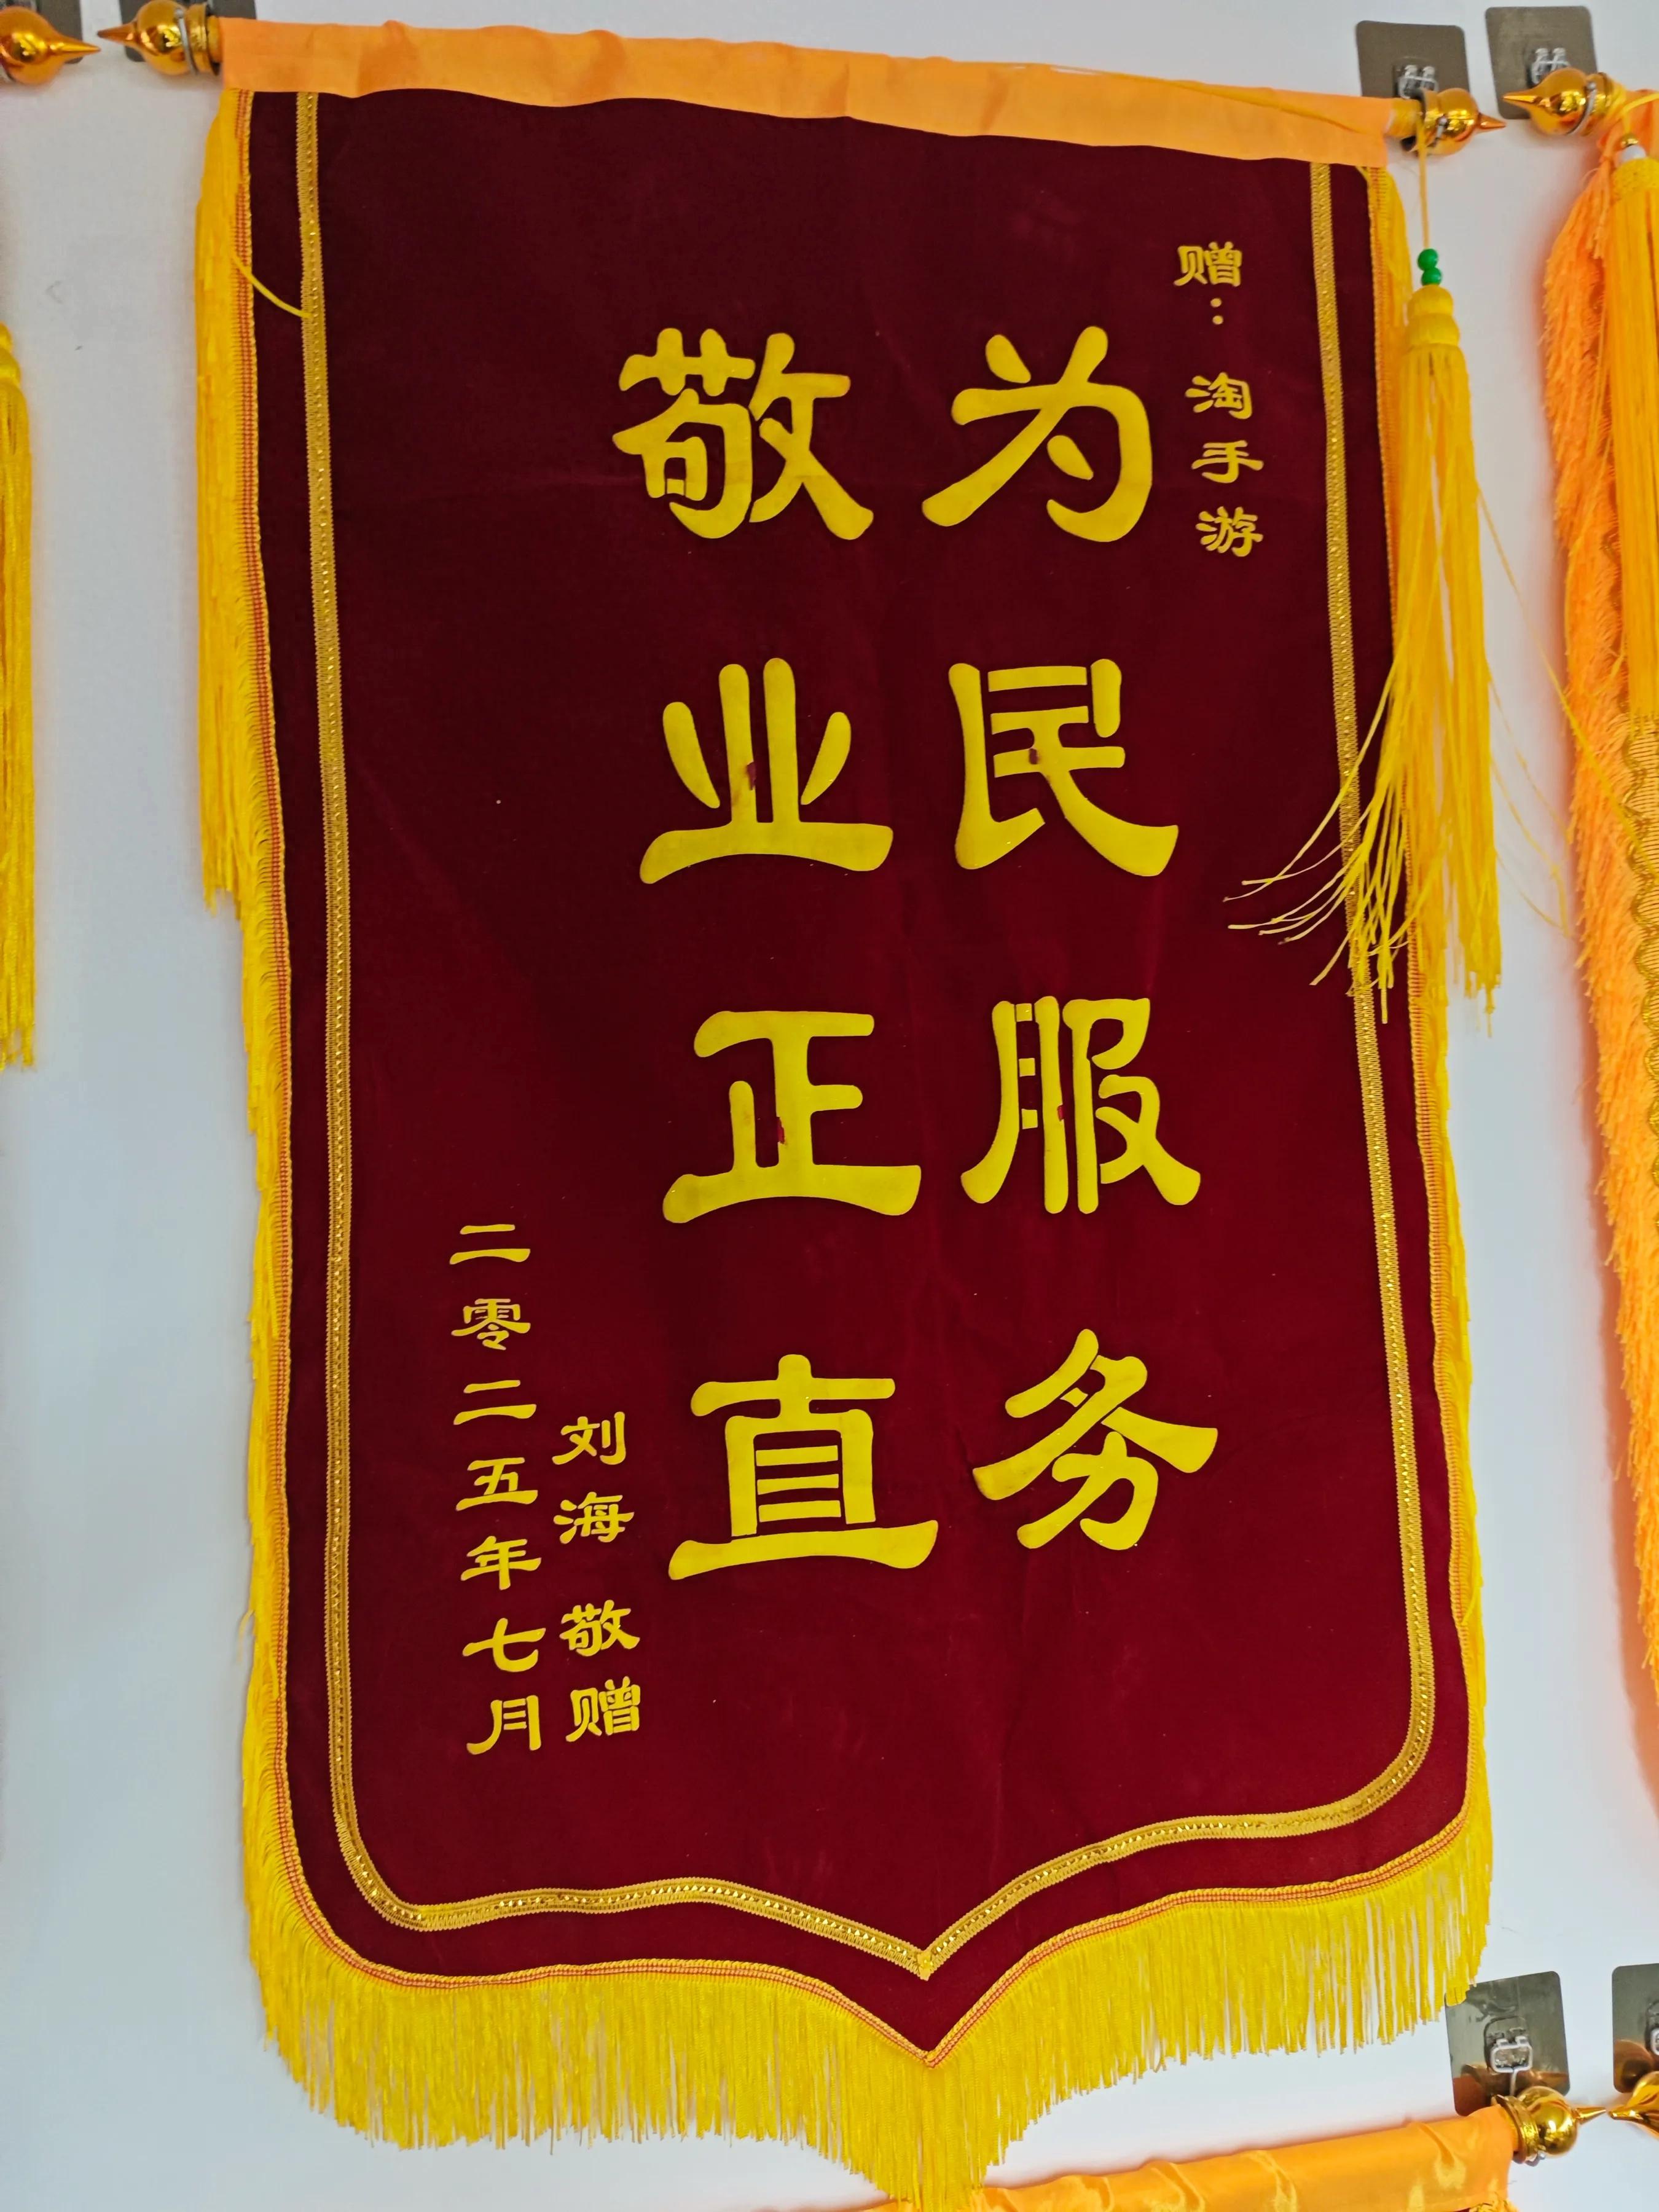 赠：淘手游
为民服务
敬业正直
刘海敬赠
二零二五年七月